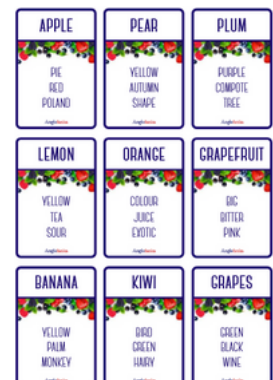 APPLE
PIE
RED
POLAND
PEAR
YELLOW
AUTUMN
SHAPE
PLUM
PURPLE
COMPOTE
TREE
LEMON
YELLOW
TEA
SOUR
ORANGE
COLOUR
JUICE
EXOTIC
GRAPEFRUIT
BIG
BITTER
PINK
BANANA
YELLOW
PALM
MONKEY
KIWI
BIRD
GREEN
HAIRY
GRAPES
GREEN
BLACK
WINE